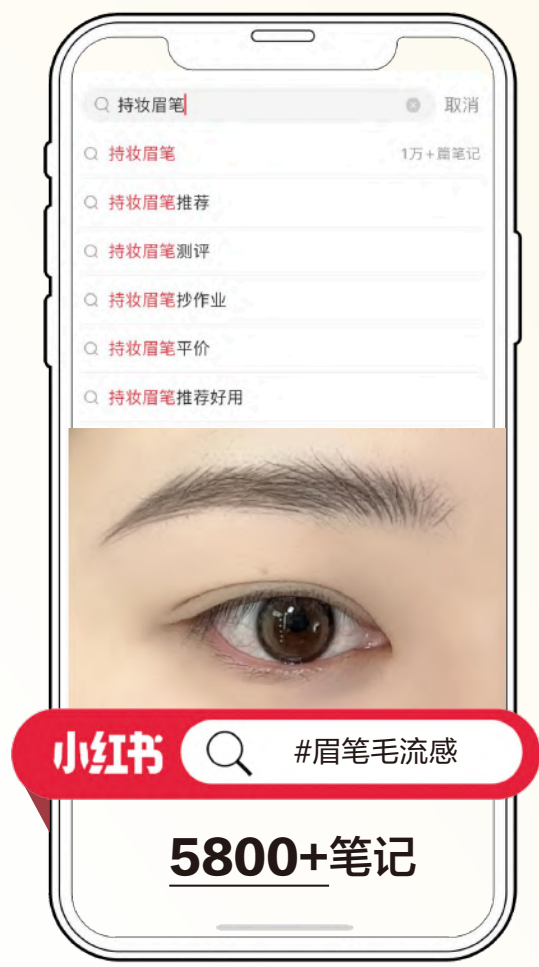 持妆眉笔 取消
持妆眉笔 1万+篇笔记
持妆眉笔推荐
持妆眉笔测评
持妆眉笔抄作业
持妆眉笔平价
持妆眉笔推荐好用
小红书 #眉笔毛流感
5800+笔记